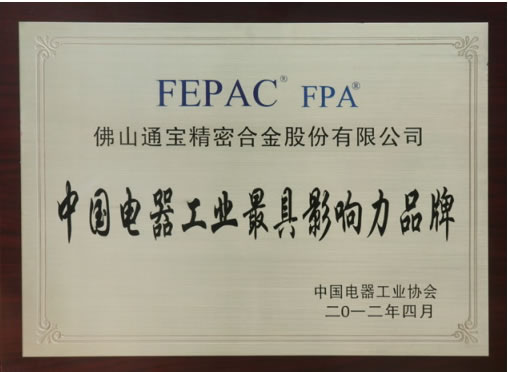 FEPAC® FPA®
佛山通宝精密合金股份有限公司
中国电器工业最具影响力品牌
中国电器工业协会
二0一二年四月